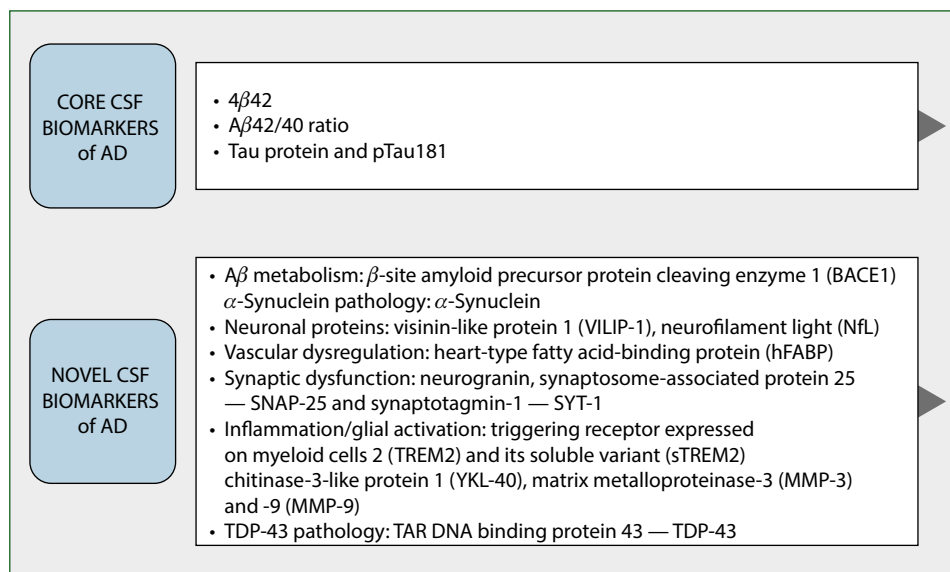 CORE CSF
BIOMARKERS
of AD
• 4β42
• Aβ42/40 ratio
• Tau protein and pTau181
NOVEL CSF
BIOMARKERS
of AD
• Aβ metabolism: β-site amyloid precursor protein cleaving enzyme 1 (BACE1)
α-Synuclein pathology: α-Synuclein
• Neuronal proteins: visinin-like protein 1 (VILIP-1), neurofilament light (NfL)
• Vascular dysregulation: heart-type fatty acid-binding protein (hFABP)
• Synaptic dysfunction: neurogranin, synaptosome-associated protein 25
— SNAP-25 and synaptotagmin-1 — SYT-1
• Inflammation/glial activation: triggering receptor expressed
on myeloid cells 2 (TREM2) and its soluble variant (sTREM2)
chitinase-3-like protein 1 (YKL-40), matrix metalloproteinase-3 (MMP-3)
and -9 (MMP-9)
• TDP-43 pathology: TAR DNA binding protein 43 — TDP-43